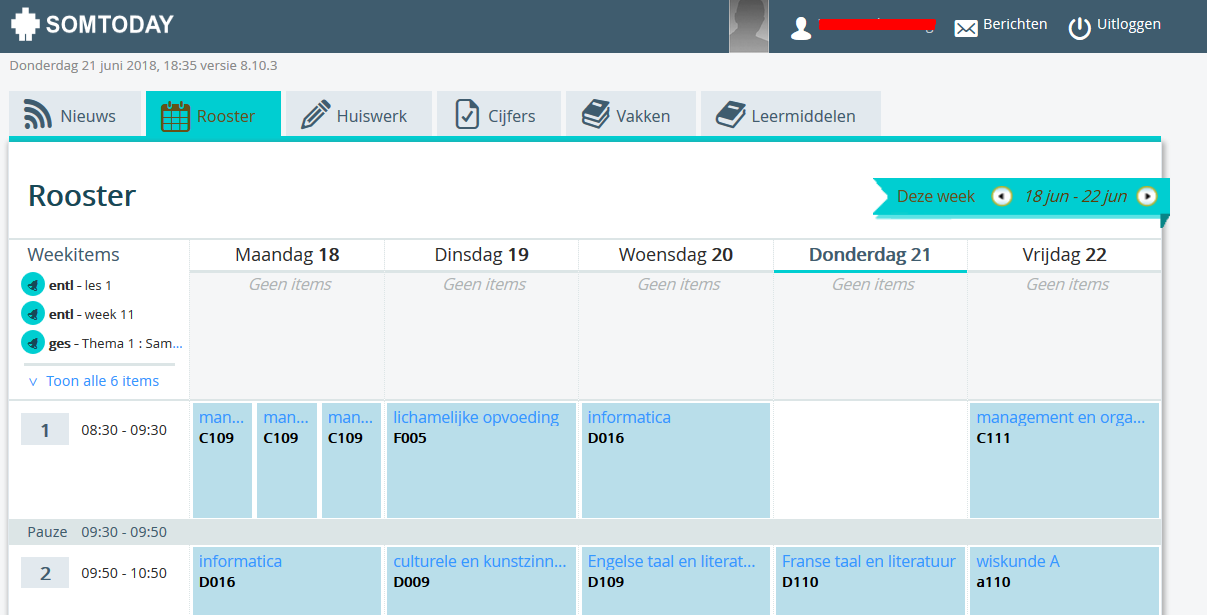 SOMTODAY
Berichten
Uitloggen
Donderdag 21 juni 2018, 18:35 versie 8.10.3
Nieuws
Rooster
Huiswerk
Cijfers
Vakken
Leermiddelen
Rooster
Deze week
18 jun - 22 jun
Weekitems
Maandag 18
Dinsdag 19
Woensdag 20
Donderdag 21
Vrijdag 22
entl - les 1
entl - week 11
ges - Thema 1 : Sam...
Toon alle 6 items
Geen items
Geen items
Geen items
Geen items
Geen items
1
08:30 - 09:30
man...
C109
man...
C109
man...
C109
lichamelijke opvoeding
F005
informatica
D016
management en orga...
C111
Pauze 09:30 - 09:50
2
09:50 - 10:50
informatica
D016
culturele en kunstzinn...
D009
Engelse taal en literat...
D109
Franse taal en literatuur
D110
wiskunde A
a110